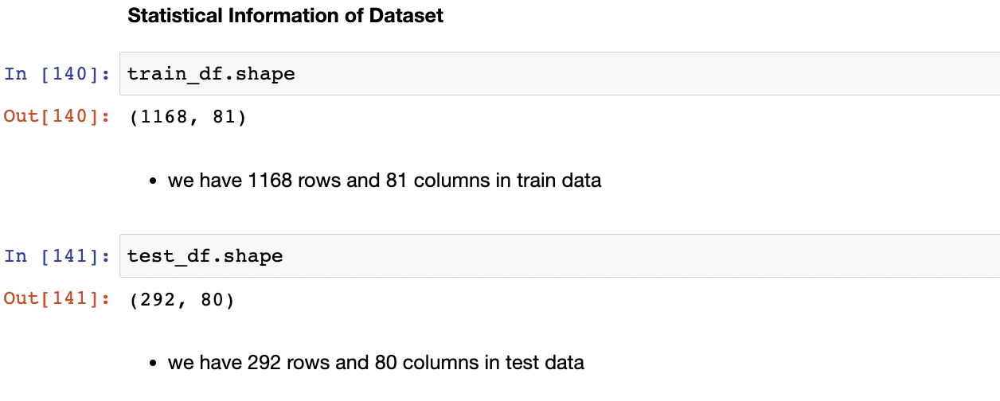 Statistical Information of Dataset
In [140]: train_df.shape
Out[140]: (1168, 81)
• we have 1168 rows and 81 columns in train data
In [141]: test_df.shape
Out[141]: (292, 80)
• we have 292 rows and 80 columns in test data